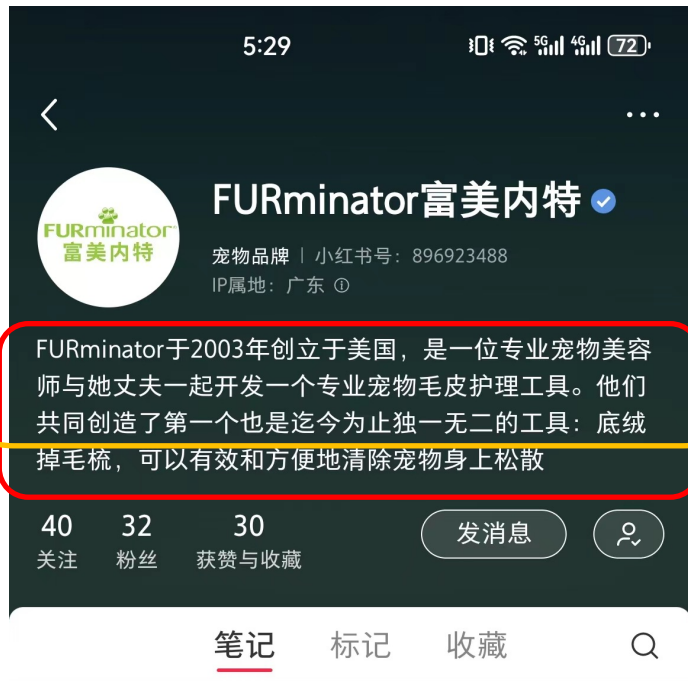 5:29
5G 4G 72
FURminator
富美内特
FURminator富美内特
宠物品牌 | 小红书号：896923488
IP属地：广东
FURminator于2003年创立于美国，是一位专业宠物美容
师与她丈夫一起开发一个专业宠物毛皮护理工具。他们
共同创造了第一个也是迄今为止独一无二的工具：底绒
掉毛梳，可以有效和方便地清除宠物身上松散
40 32 30
关注 粉丝 获赞与收藏
发消息
笔记 标记 收藏